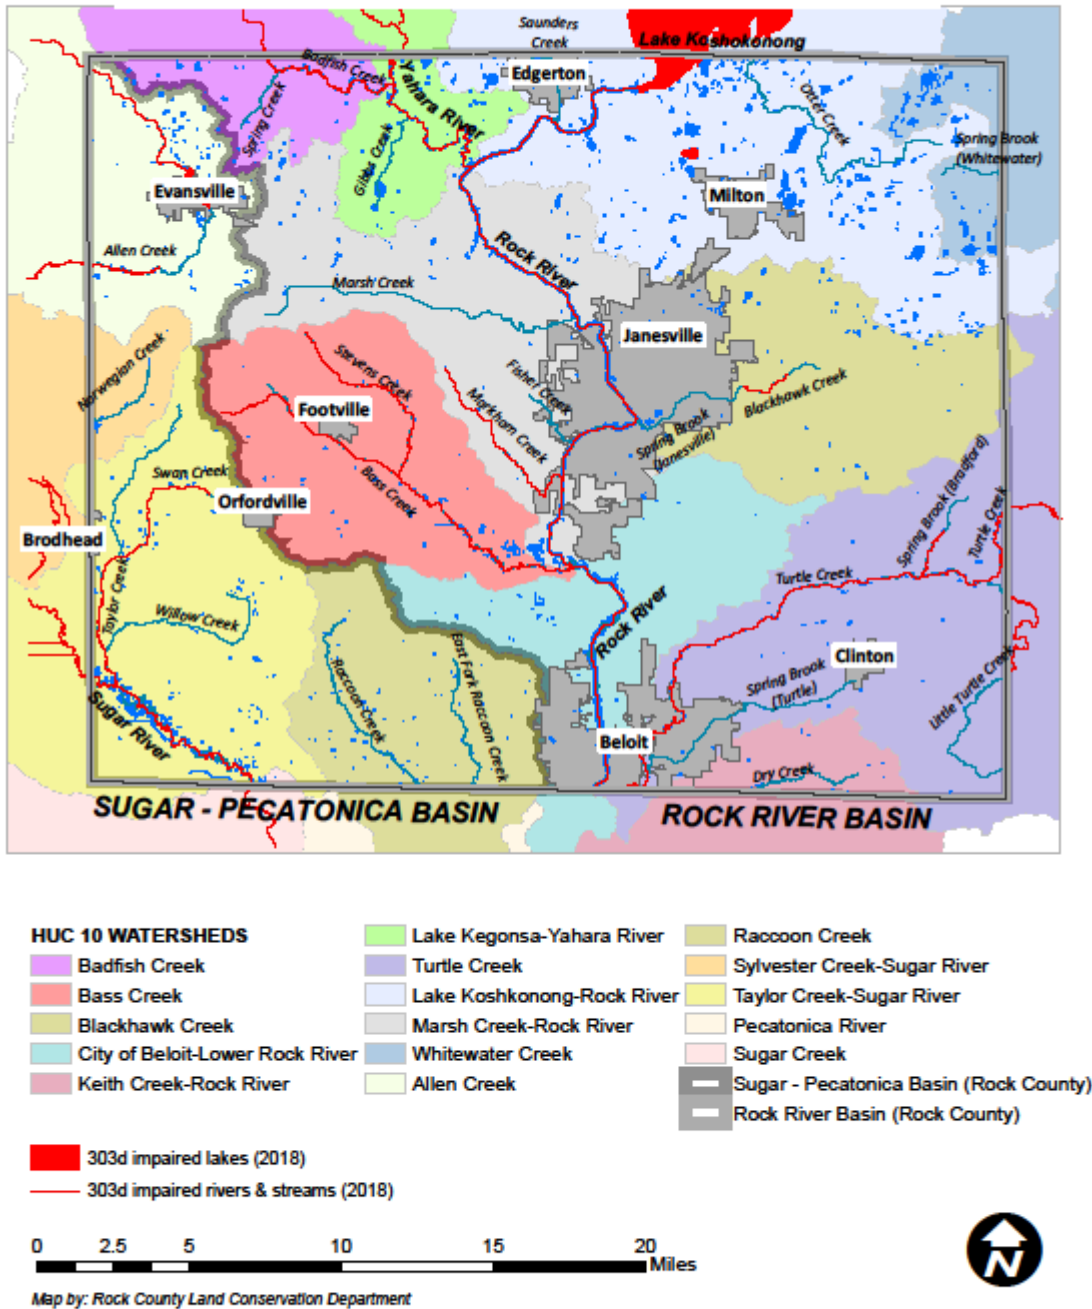 Saunders
Creek
Lake Koshokonong
Badfish Creek
Edgerton
Yahara River
Otter Creek
Spring Creek
Gibbs Creek
Spring Brook
(Whitewater)
Evansville
Milton
Allen Creek
Rock River
Marsh Creek
Janesville
Norwegian Creek
Stevens Creek
Fisher Creek
Blackhawk Creek
Footville
Markham Creek
Spring Brook
(Janesville)
Swan Creek
Bass Creek
Orfordville
Spring Brook (Bradford)
Turtle Creek
Brodhead
Taylor Creek
Turtle Creek
Willow Creek
Rock River
Raccoon Creek
East Fork Raccoon Creek
Clinton
Spring Brook
(Turtle)
Little Turtle Creek
Sugar River
Beloit
Dry Creek
SUGAR - PECATONICA BASIN
ROCK RIVER BASIN
HUC 10 WATERSHEDS
Badfish Creek
Bass Creek
Blackhawk Creek
City of Beloit-Lower Rock River
Keith Creek-Rock River
Lake Kegonsa-Yahara River
Turtle Creek
Lake Koshkonong-Rock River
Marsh Creek-Rock River
Whitewater Creek
Allen Creek
Raccoon Creek
Sylvester Creek-Sugar River
Taylor Creek-Sugar River
Pecatonica River
Sugar Creek
Sugar - Pecatonica Basin (Rock County)
Rock River Basin (Rock County)
303d impaired lakes (2018)
303d impaired rivers & streams (2018)
0 2.5 5 10 15 20
Miles
N
Map by: Rock County Land Conservation Department